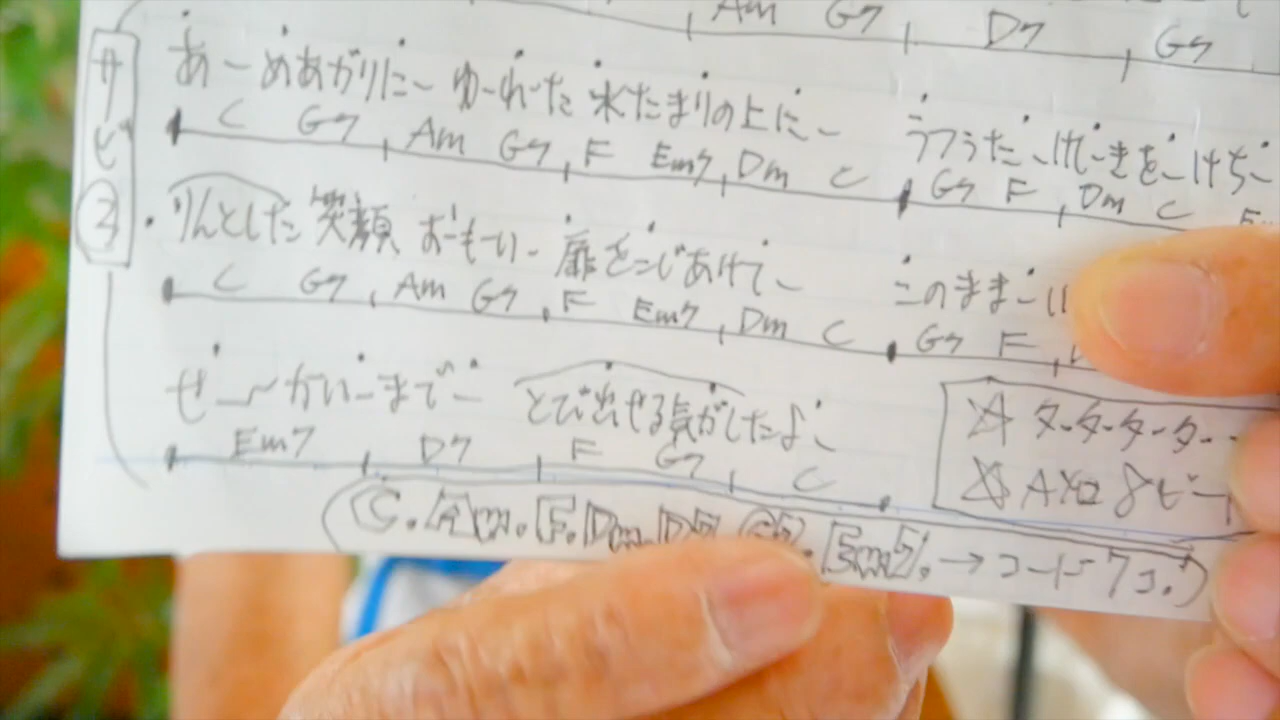 Am G7 D7 G7
サビ②
あーめあがりにー ゆーれーた 水たまりの上にー うつうたーけしーきをーけちー
C G7 Am G7 F Em7 Dm C G7 F Dm C
りんとした笑顔 おーもーいー 扉をこじあけてー このままーい
C G7 Am G7 F Em7 Dm C G7 F
せ〜かいーまでー とび出せる気がしたよ、
Em7 D7 F G7 C
☆ ター.ター.ター.ター..
☆ Aメロ 8ビート
C. Am. F. Dm. D7. G7. Em7. → コード7コ.